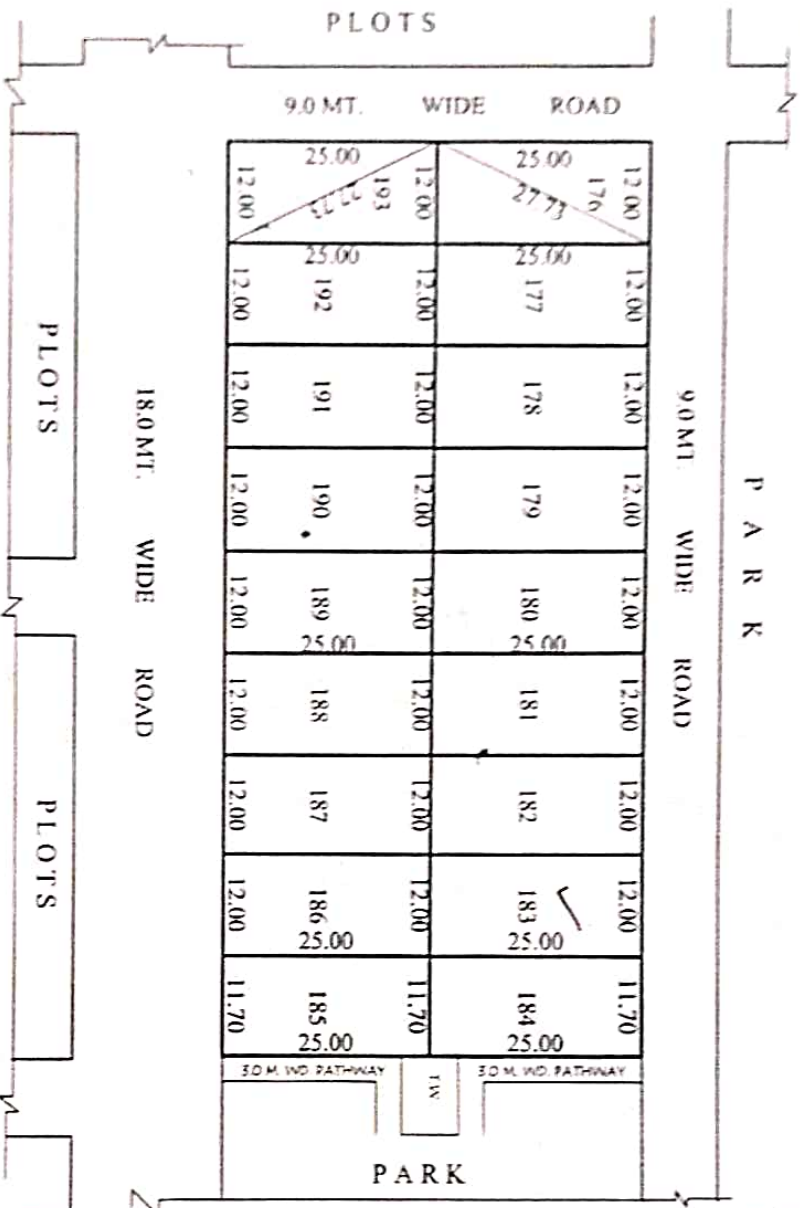 PLOTS
9.0 MT. WIDE ROAD
25.00 25.00
12.00 193 12.00 176 12.00
27.73 27.73
25.00 25.00
12.00 192 12.00 177 12.00
12.00 191 12.00 178 12.00
12.00 190 12.00 179 12.00
12.00 189 12.00 180 12.00
25.00 25.00
12.00 188 12.00 181 12.00
12.00 187 12.00 182 12.00
12.00 186 12.00 183 12.00
25.00 25.00
11.70 185 11.70 184 11.70
25.00 25.00
3.0 M. WD. PATHWAY T.W 3.0 M. WD. PATHWAY
PARK
PLOTS
PLOTS
18.0 MT. WIDE ROAD
9.0 MT. WIDE ROAD
PARK